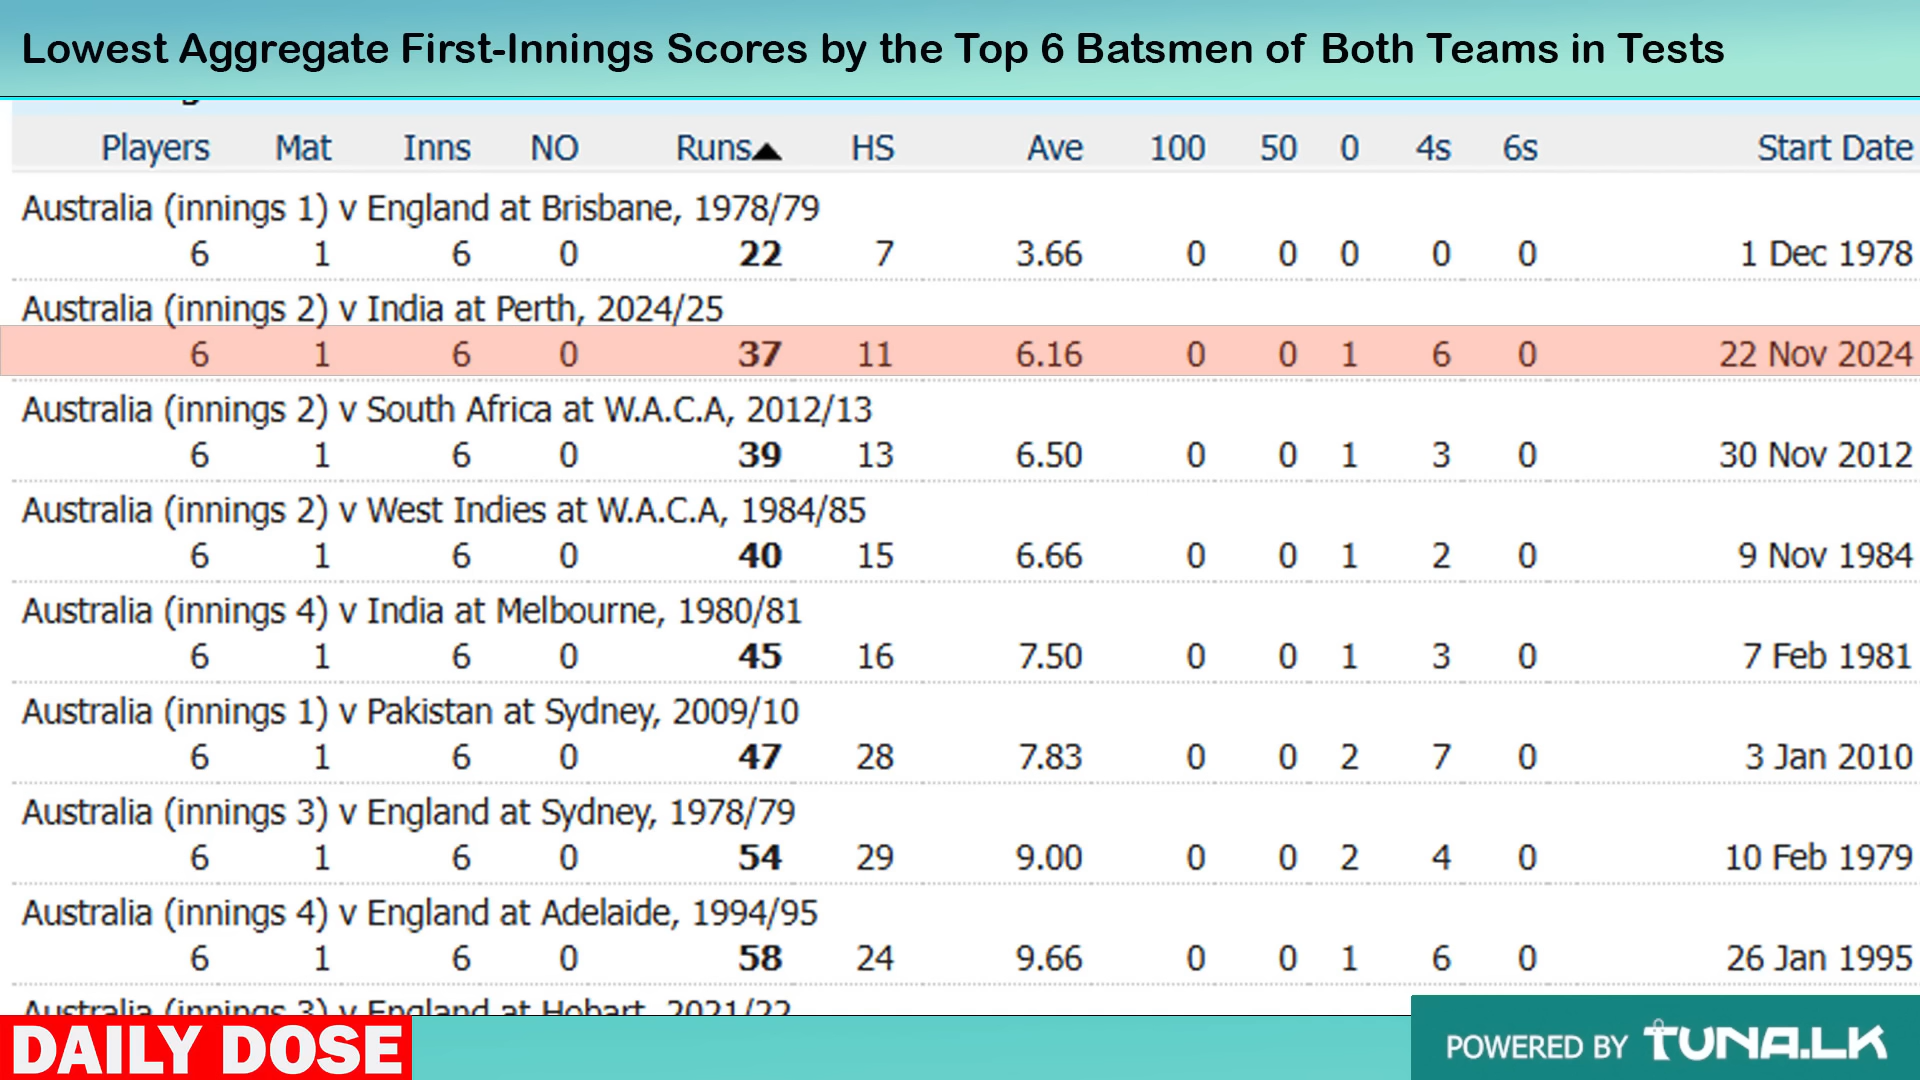 Lowest Aggregate First-Innings Scores by the Top 6 Batsmen of Both Teams in Tests
Players Mat Inns NO Runs▲ HS Ave 100 50 0 4s 6s Start Date
Australia (innings 1) v England at Brisbane, 1978/79
6 1 6 0 22 7 3.66 0 0 0 0 0 1 Dec 1978
Australia (innings 2) v India at Perth, 2024/25
6 1 6 0 37 11 6.16 0 0 1 6 0 22 Nov 2024
Australia (innings 2) v South Africa at W.A.C.A, 2012/13
6 1 6 0 39 13 6.50 0 0 1 3 0 30 Nov 2012
Australia (innings 2) v West Indies at W.A.C.A, 1984/85
6 1 6 0 40 15 6.66 0 0 1 2 0 9 Nov 1984
Australia (innings 4) v India at Melbourne, 1980/81
6 1 6 0 45 16 7.50 0 0 1 3 0 7 Feb 1981
Australia (innings 1) v Pakistan at Sydney, 2009/10
6 1 6 0 47 28 7.83 0 0 2 7 0 3 Jan 2010
Australia (innings 3) v England at Sydney, 1978/79
6 1 6 0 54 29 9.00 0 0 2 4 0 10 Feb 1979
Australia (innings 4) v England at Adelaide, 1994/95
6 1 6 0 58 24 9.66 0 0 1 6 0 26 Jan 1995
Australia (innings 3) v England at Hobart, 2021/22
DAILY DOSE
POWERED BY TUNA.LK